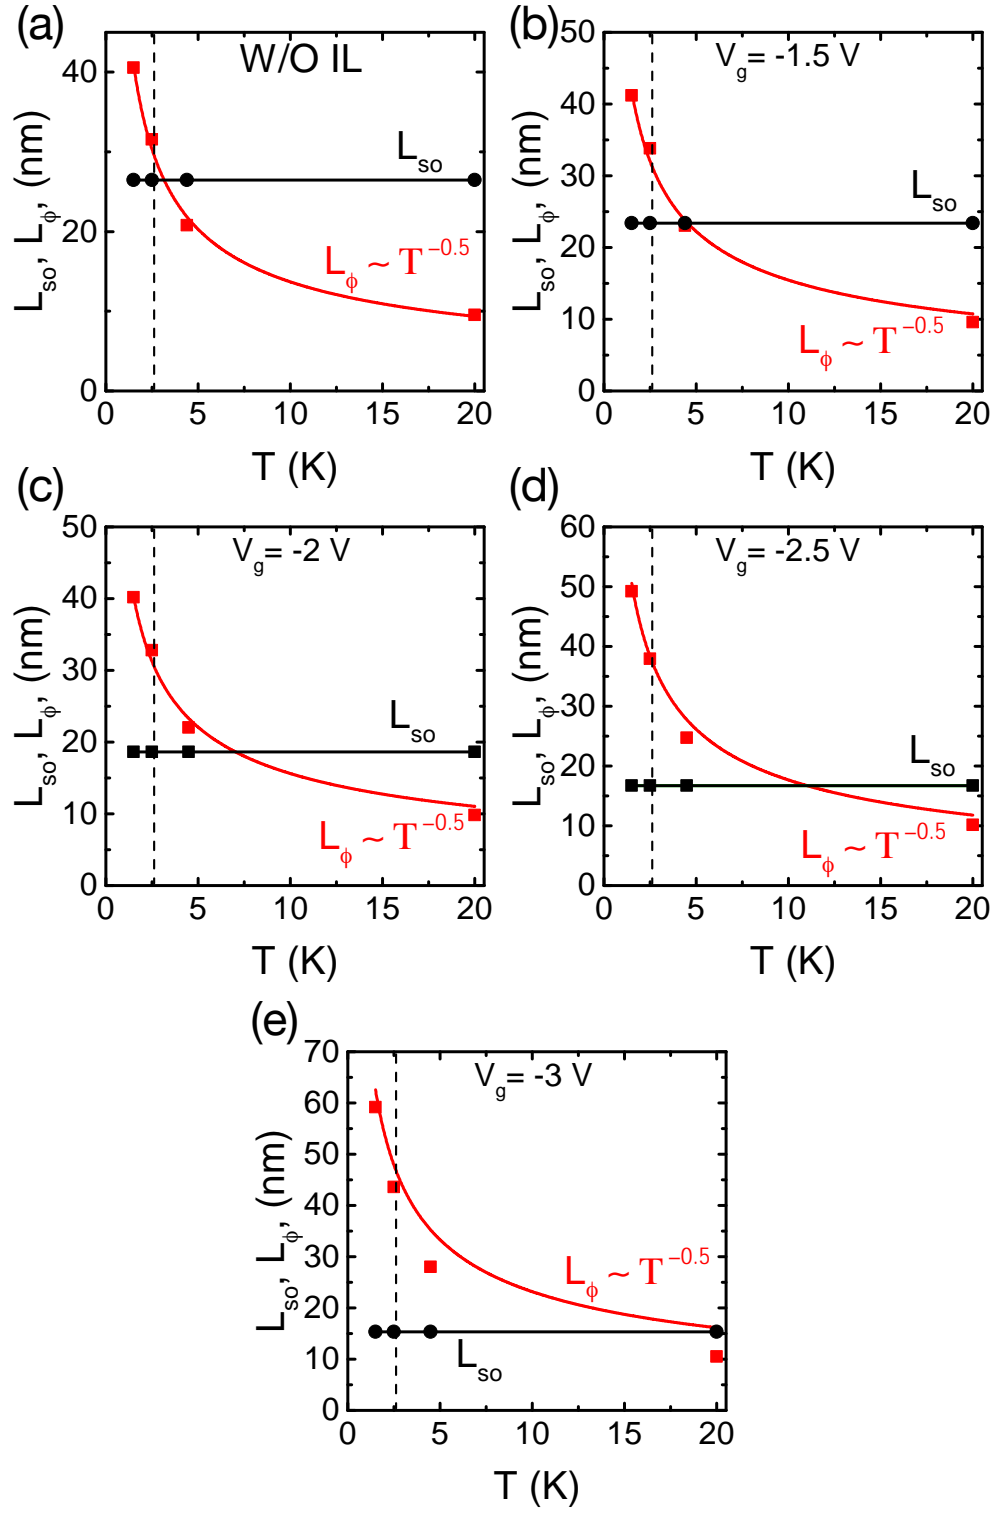 (a)
W/O IL
L_so, L_ϕ, (nm)
40
20
0
L_so
L_ϕ ~ T^−0.5
0 5 10 15 20
T (K)
(b)
V_g= -1.5 V
L_so, L_ϕ, (nm)
50
40
30
20
10
0
L_so
L_ϕ ~ T^−0.5
0 5 10 15 20
T (K)
(c)
V_g= -2 V
L_so, L_ϕ, (nm)
50
40
30
20
10
0
L_so
L_ϕ ~ T^−0.5
0 5 10 15 20
T (K)
(d)
V_g= -2.5 V
L_so, L_ϕ, (nm)
60
50
40
30
20
10
0
L_so
L_ϕ ~ T^−0.5
0 5 10 15 20
T (K)
(e)
V_g= -3 V
L_so, L_ϕ, (nm)
70
60
50
40
30
20
10
0
L_ϕ ~ T^−0.5
L_so
0 5 10 15 20
T (K)